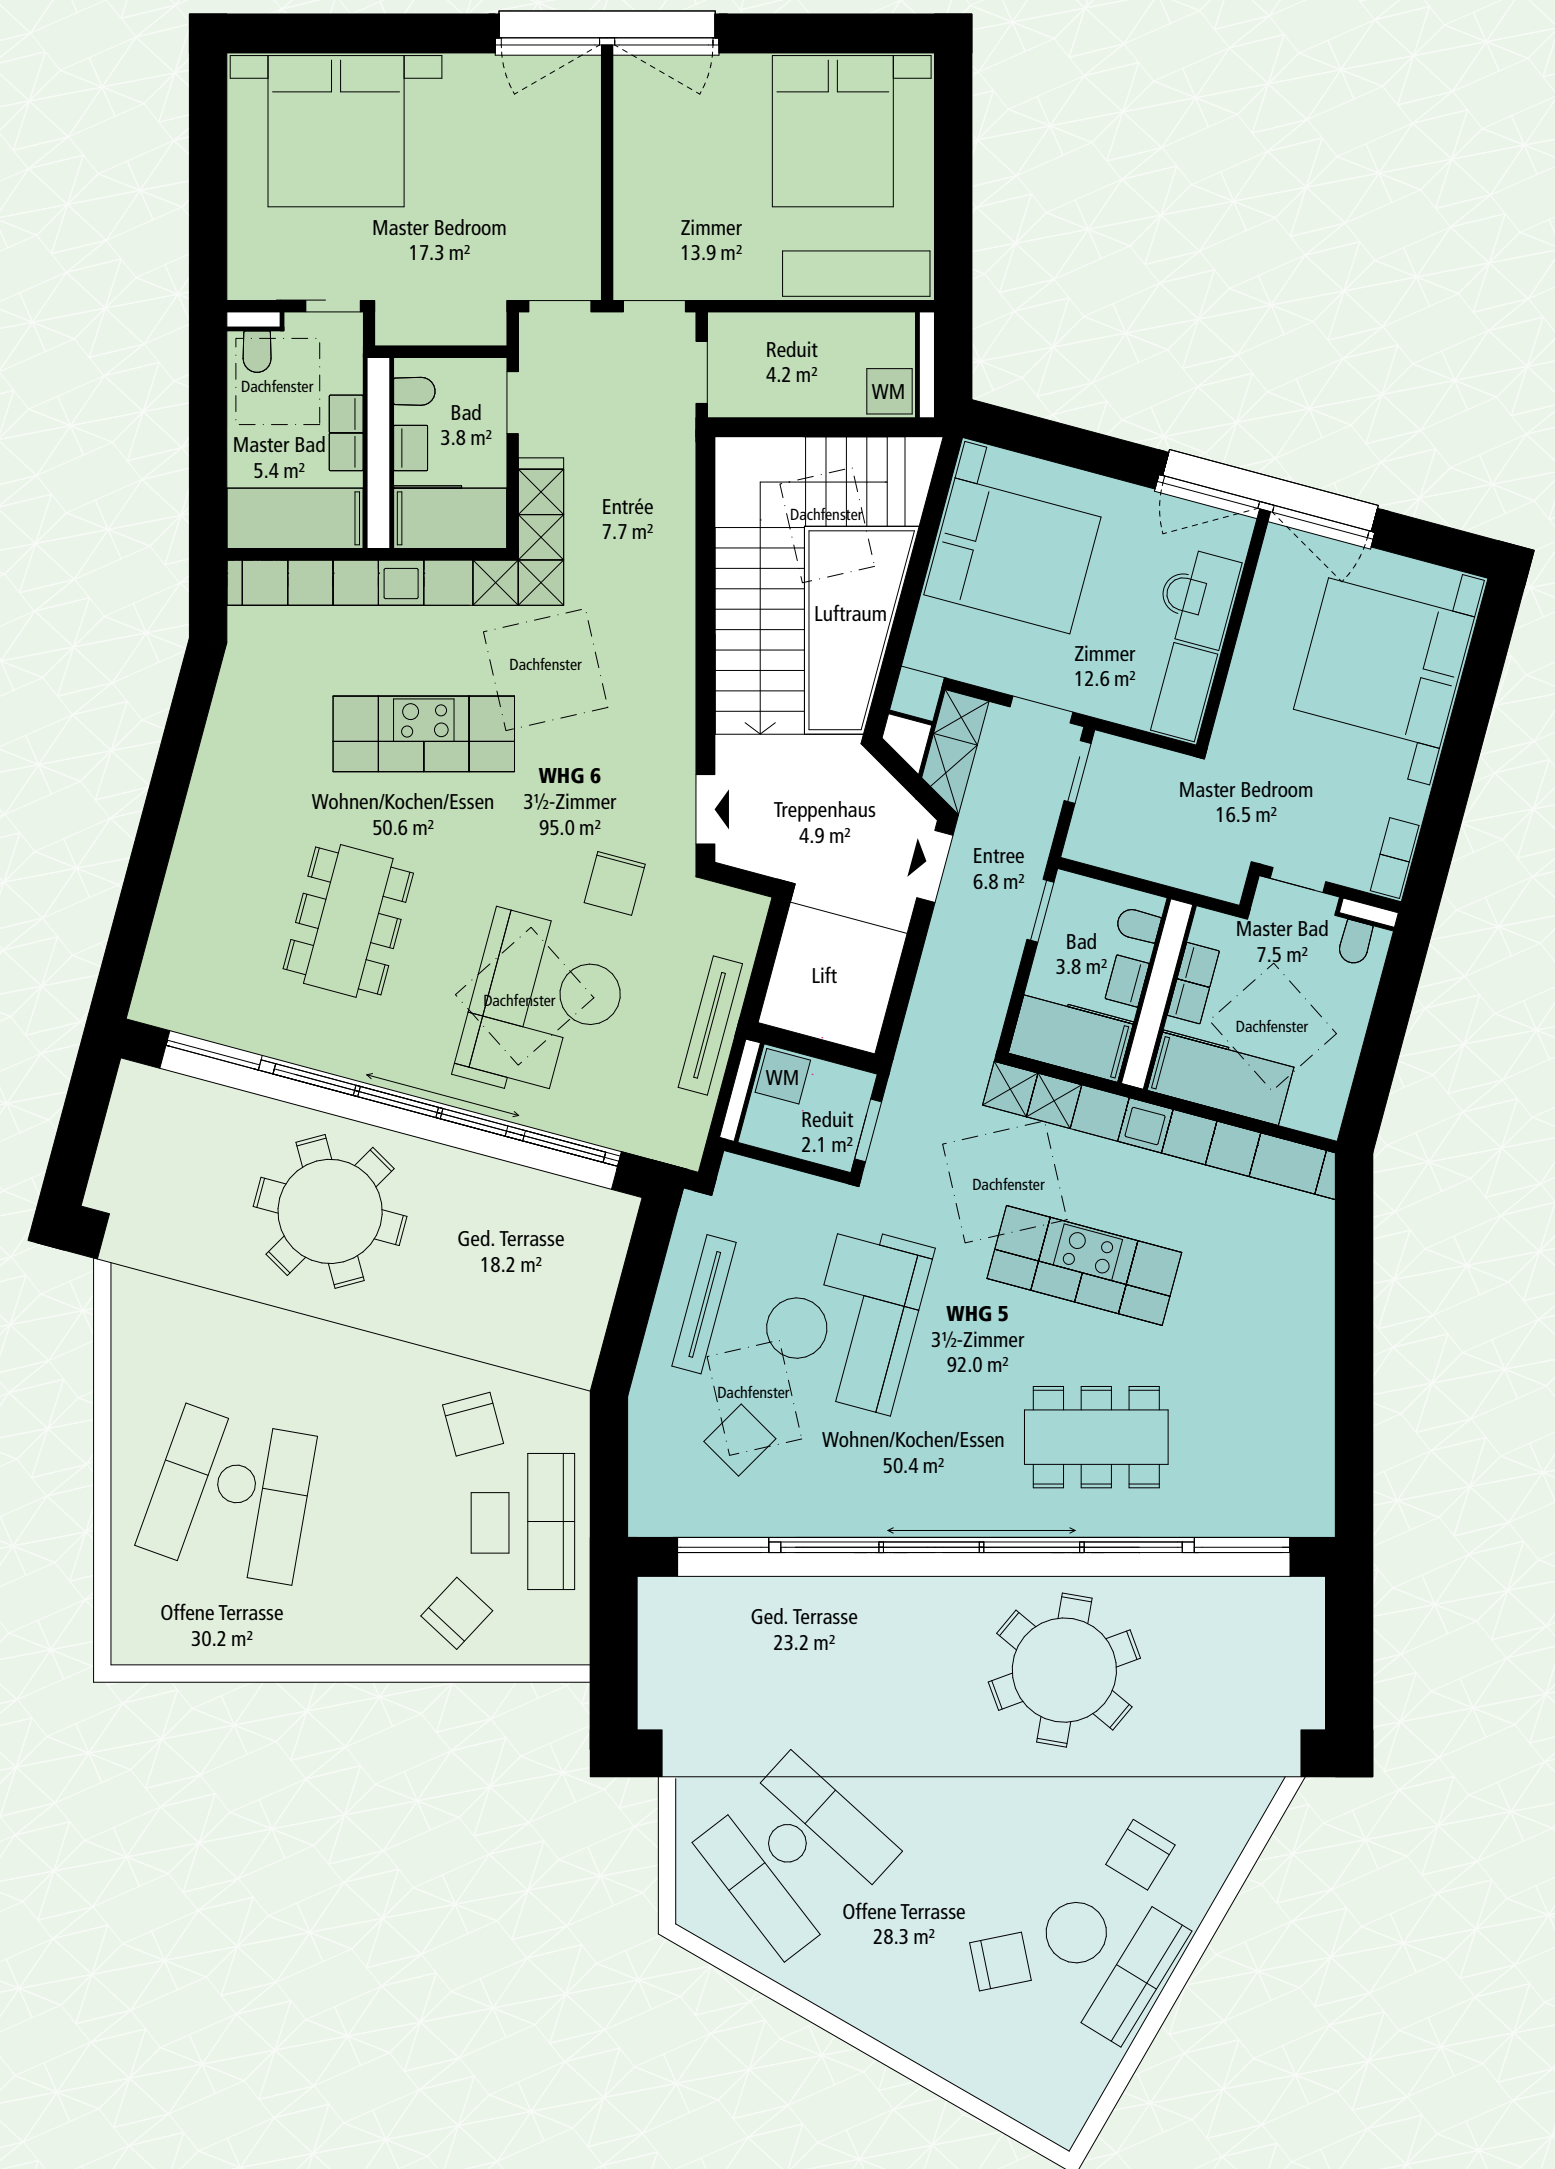 Master Bedroom
17.3 m²
Zimmer
13.9 m²
Reduit
4.2 m²
WM
Dachfenster
Master Bad
5.4 m²
Bad
3.8 m²
Entrée
7.7 m²
Dachfenster
Luftraum
Dachfenster
WHG 6
3½-Zimmer
95.0 m²
Wohnen/Kochen/Essen
50.6 m²
Dachfenster
Treppenhaus
4.9 m²
Lift
Zimmer
12.6 m²
Master Bedroom
16.5 m²
Entree
6.8 m²
Bad
3.8 m²
Master Bad
7.5 m²
Dachfenster
WM
Reduit
2.1 m²
Dachfenster
Ged. Terrasse
18.2 m²
WHG 5
3½-Zimmer
92.0 m²
Dachfenster
Wohnen/Kochen/Essen
50.4 m²
Offene Terrasse
30.2 m²
Ged. Terrasse
23.2 m²
Offene Terrasse
28.3 m²